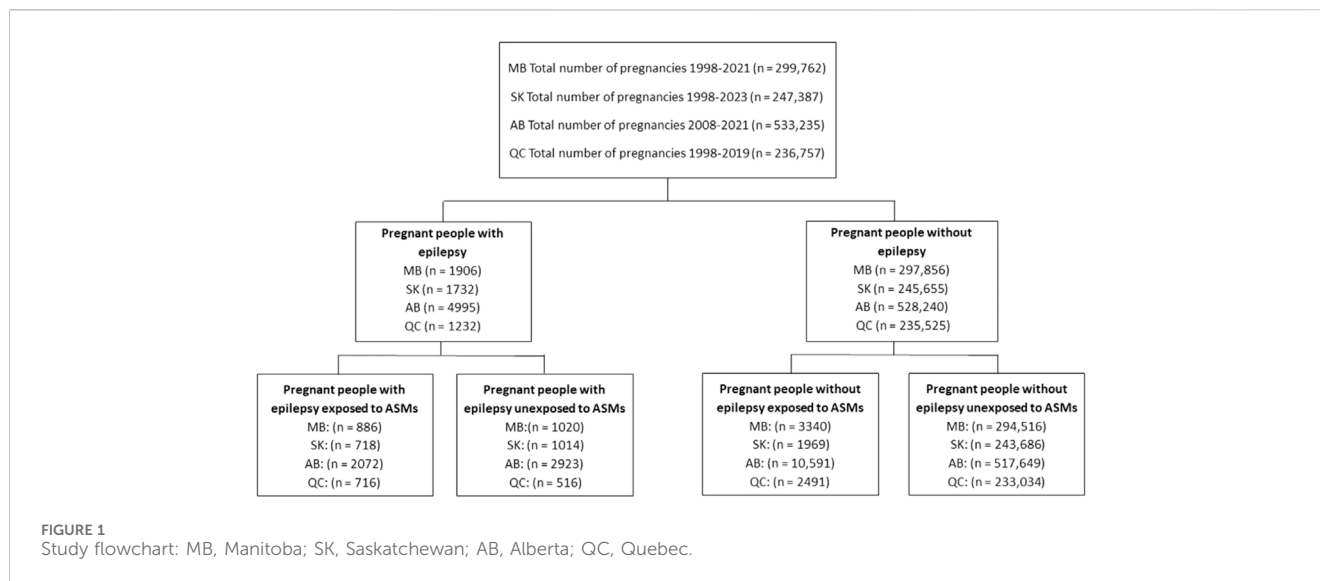 MB Total number of pregnancies 1998-2021 (n = 299,762)
SK Total number of pregnancies 1998-2023 (n = 247,387)
AB Total number of pregnancies 2008-2021 (n = 533,235)
QC Total number of pregnancies 1998-2019 (n = 236,757)
Pregnant people with
epilepsy
MB (n = 1906)
SK (n = 1732)
AB (n = 4995)
QC (n = 1232)
Pregnant people without
epilepsy
MB (n = 297,856)
SK (n = 245,655)
AB (n = 528,240)
QC (n = 235,525)
Pregnant people with
epilepsy exposed to ASMs
MB: (n = 886)
SK: (n = 718)
AB: (n = 2072)
QC: (n = 716)
Pregnant people with
epilepsy unexposed to ASMs
MB:(n = 1020)
SK: (n = 1014)
AB: (n = 2923)
QC: (n = 516)
Pregnant people without
epilepsy exposed to ASMs
MB: (n = 3340)
SK: (n = 1969)
AB: (n = 10,591)
QC: (n = 2491)
Pregnant people without
epilepsy unexposed to ASMs
MB: (n = 294,516)
SK: (n = 243,686)
AB: (n = 517,649)
QC: (n = 233,034)
FIGURE 1
Study flowchart: MB, Manitoba; SK, Saskatchewan; AB, Alberta; QC, Quebec.